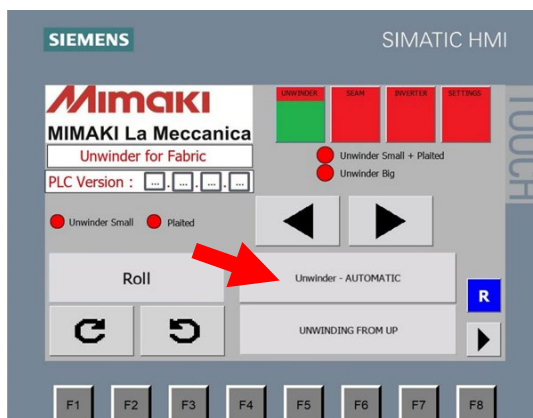 SIEMENS
SIMATIC HMI
Mimaki
MIMAKI La Meccanica
Unwinder for Fabric
PLC Version : ... . ... . ... . ...
UNWINDER
SEAM
INVERTER
SETTINGS
Unwinder Small + Plaited
Unwinder Big
TOUCH
Unwinder Small
Plaited
Roll
Unwinder - AUTOMATIC
R
UNWINDING FROM UP
F1
F2
F3
F4
F5
F6
F7
F8